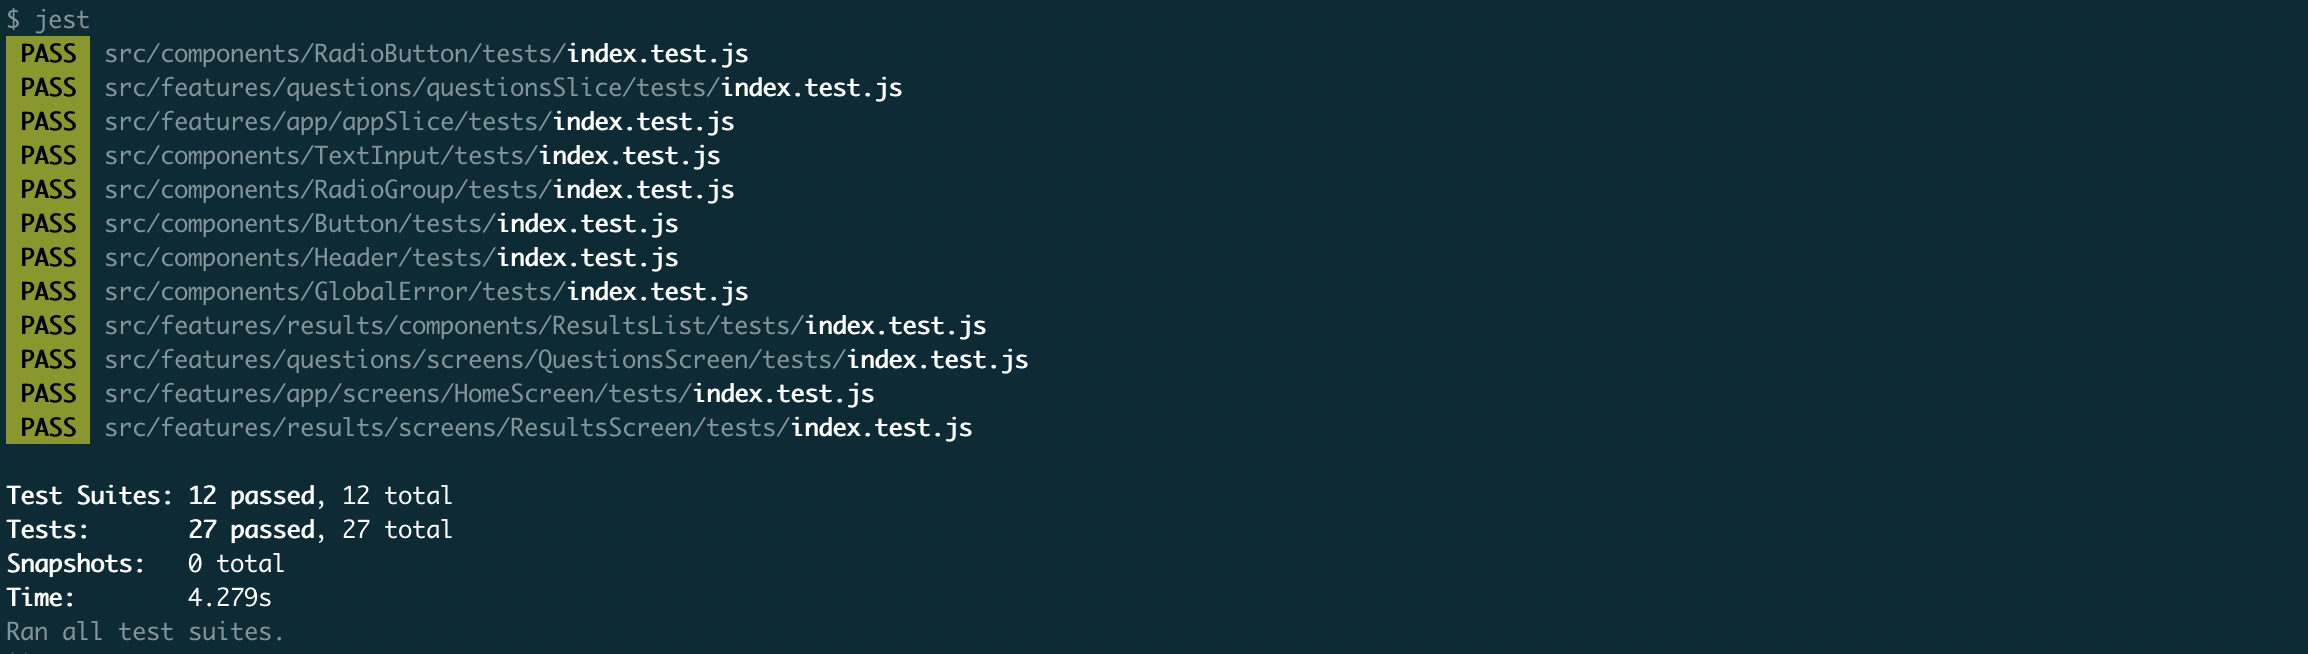 $ jest
PASS src/components/RadioButton/tests/index.test.js
PASS src/features/questions/questionsSlice/tests/index.test.js
PASS src/features/app/appSlice/tests/index.test.js
PASS src/components/TextInput/tests/index.test.js
PASS src/components/RadioGroup/tests/index.test.js
PASS src/components/Button/tests/index.test.js
PASS src/components/Header/tests/index.test.js
PASS src/components/GlobalError/tests/index.test.js
PASS src/features/results/components/ResultsList/tests/index.test.js
PASS src/features/questions/screens/QuestionsScreen/tests/index.test.js
PASS src/features/app/screens/HomeScreen/tests/index.test.js
PASS src/features/results/screens/ResultsScreen/tests/index.test.js
Test Suites: 12 passed, 12 total
Tests: 27 passed, 27 total
Snapshots: 0 total
Time: 4.279s
Ran all test suites.